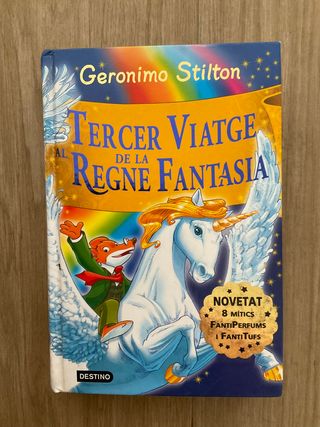 Geronimo Stilton
TERCER VIATGE
AL REGNE DE LA FANTASIA
NOVETAT
8 MÍTICS
FANTIPERFUMS
I FANTITUFS
DESTINO